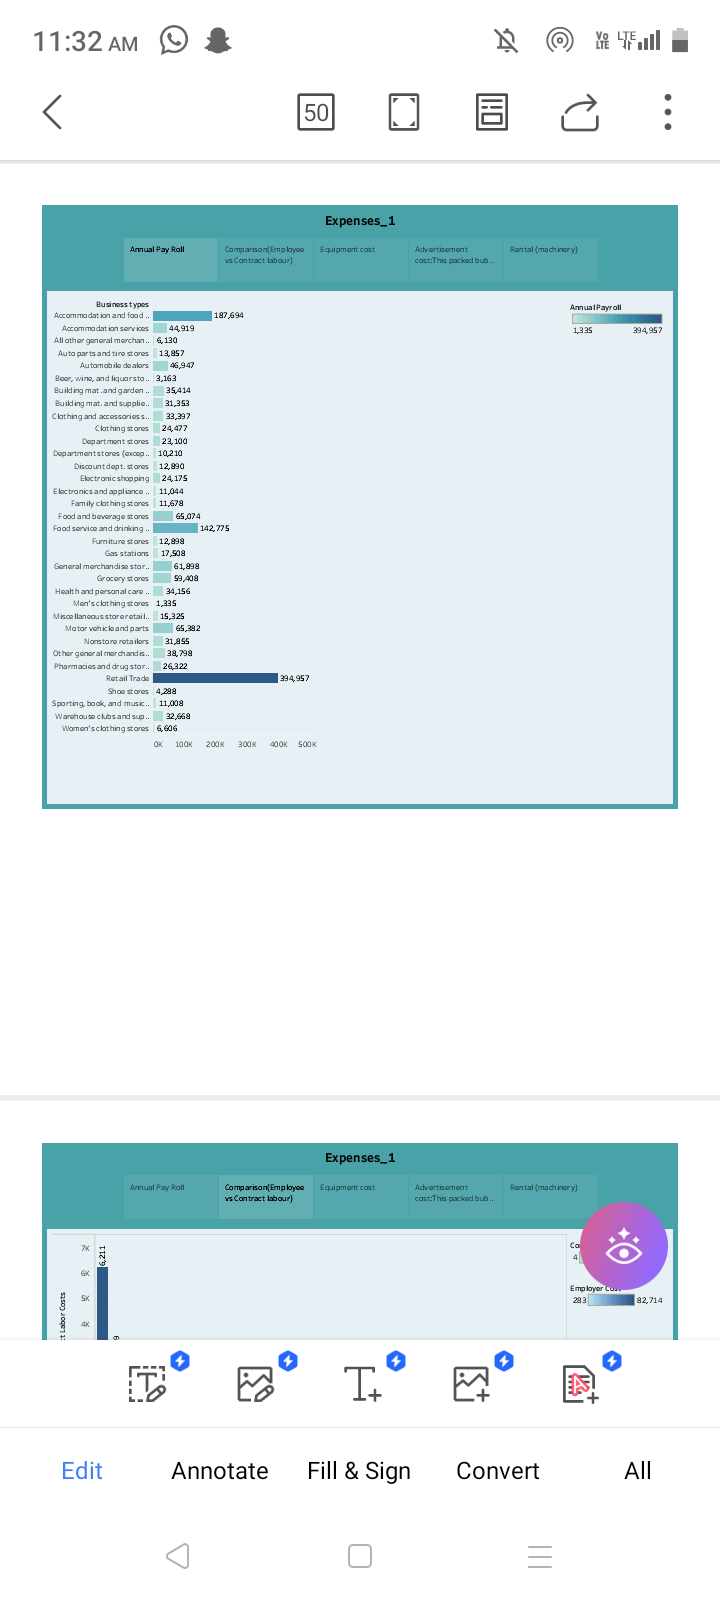 11:32 AM
Vo LTE LTE
50
Expenses_1
Annual Pay Roll
Comparison(Employee vs Contract labour)
Equipment cost
Advertisement cost:This packed bub..
Rental (machinery)
Business types
Accommodation and food .. 187,694
Accommodation services 44,919
All other general merchan.. 6,130
Auto parts and tire stores 13,857
Automobile dealers 46,947
Beer, wine, and liquor sto.. 3,163
Building mat. and garden .. 35,414
Building mat. and supplie.. 31,353
Clothing and accessories s.. 33,397
Clothing stores 24,477
Department stores 23,100
Department stores (excep.. 10,210
Discount dept. stores 12,890
Electronic shopping 24,175
Electronics and appliance .. 11,044
Family clothing stores 11,678
Food and beverage stores 65,074
Food service and drinking .. 142,775
Furniture stores 12,898
Gas stations 17,508
General merchandise stor.. 61,898
Grocery stores 59,408
Health and personal care .. 34,156
Men's clothing stores 1,335
Miscellaneous store retail.. 15,325
Motor vehicle and parts 65,382
Nonstore retailers 31,855
Other general merchandis.. 38,798
Pharmacies and drug stor.. 26,322
Retail Trade 394,957
Shoe stores 4,288
Sporting, book, and music.. 11,008
Warehouse clubs and sup.. 32,668
Women's clothing stores 6,606
0K 100K 200K 300K 400K 500K
Annual Payroll
1,335 394,957
Expenses_1
Annual Pay Roll
Comparison(Employee vs Contract labour)
Equipment cost
Advertisement cost:This packed bub..
Rental (machinery)
7K
6K
5K
4K
6,211
9
ct Labor Costs
Co
4
Employer
283 82,714
Edit Annotate Fill & Sign Convert All